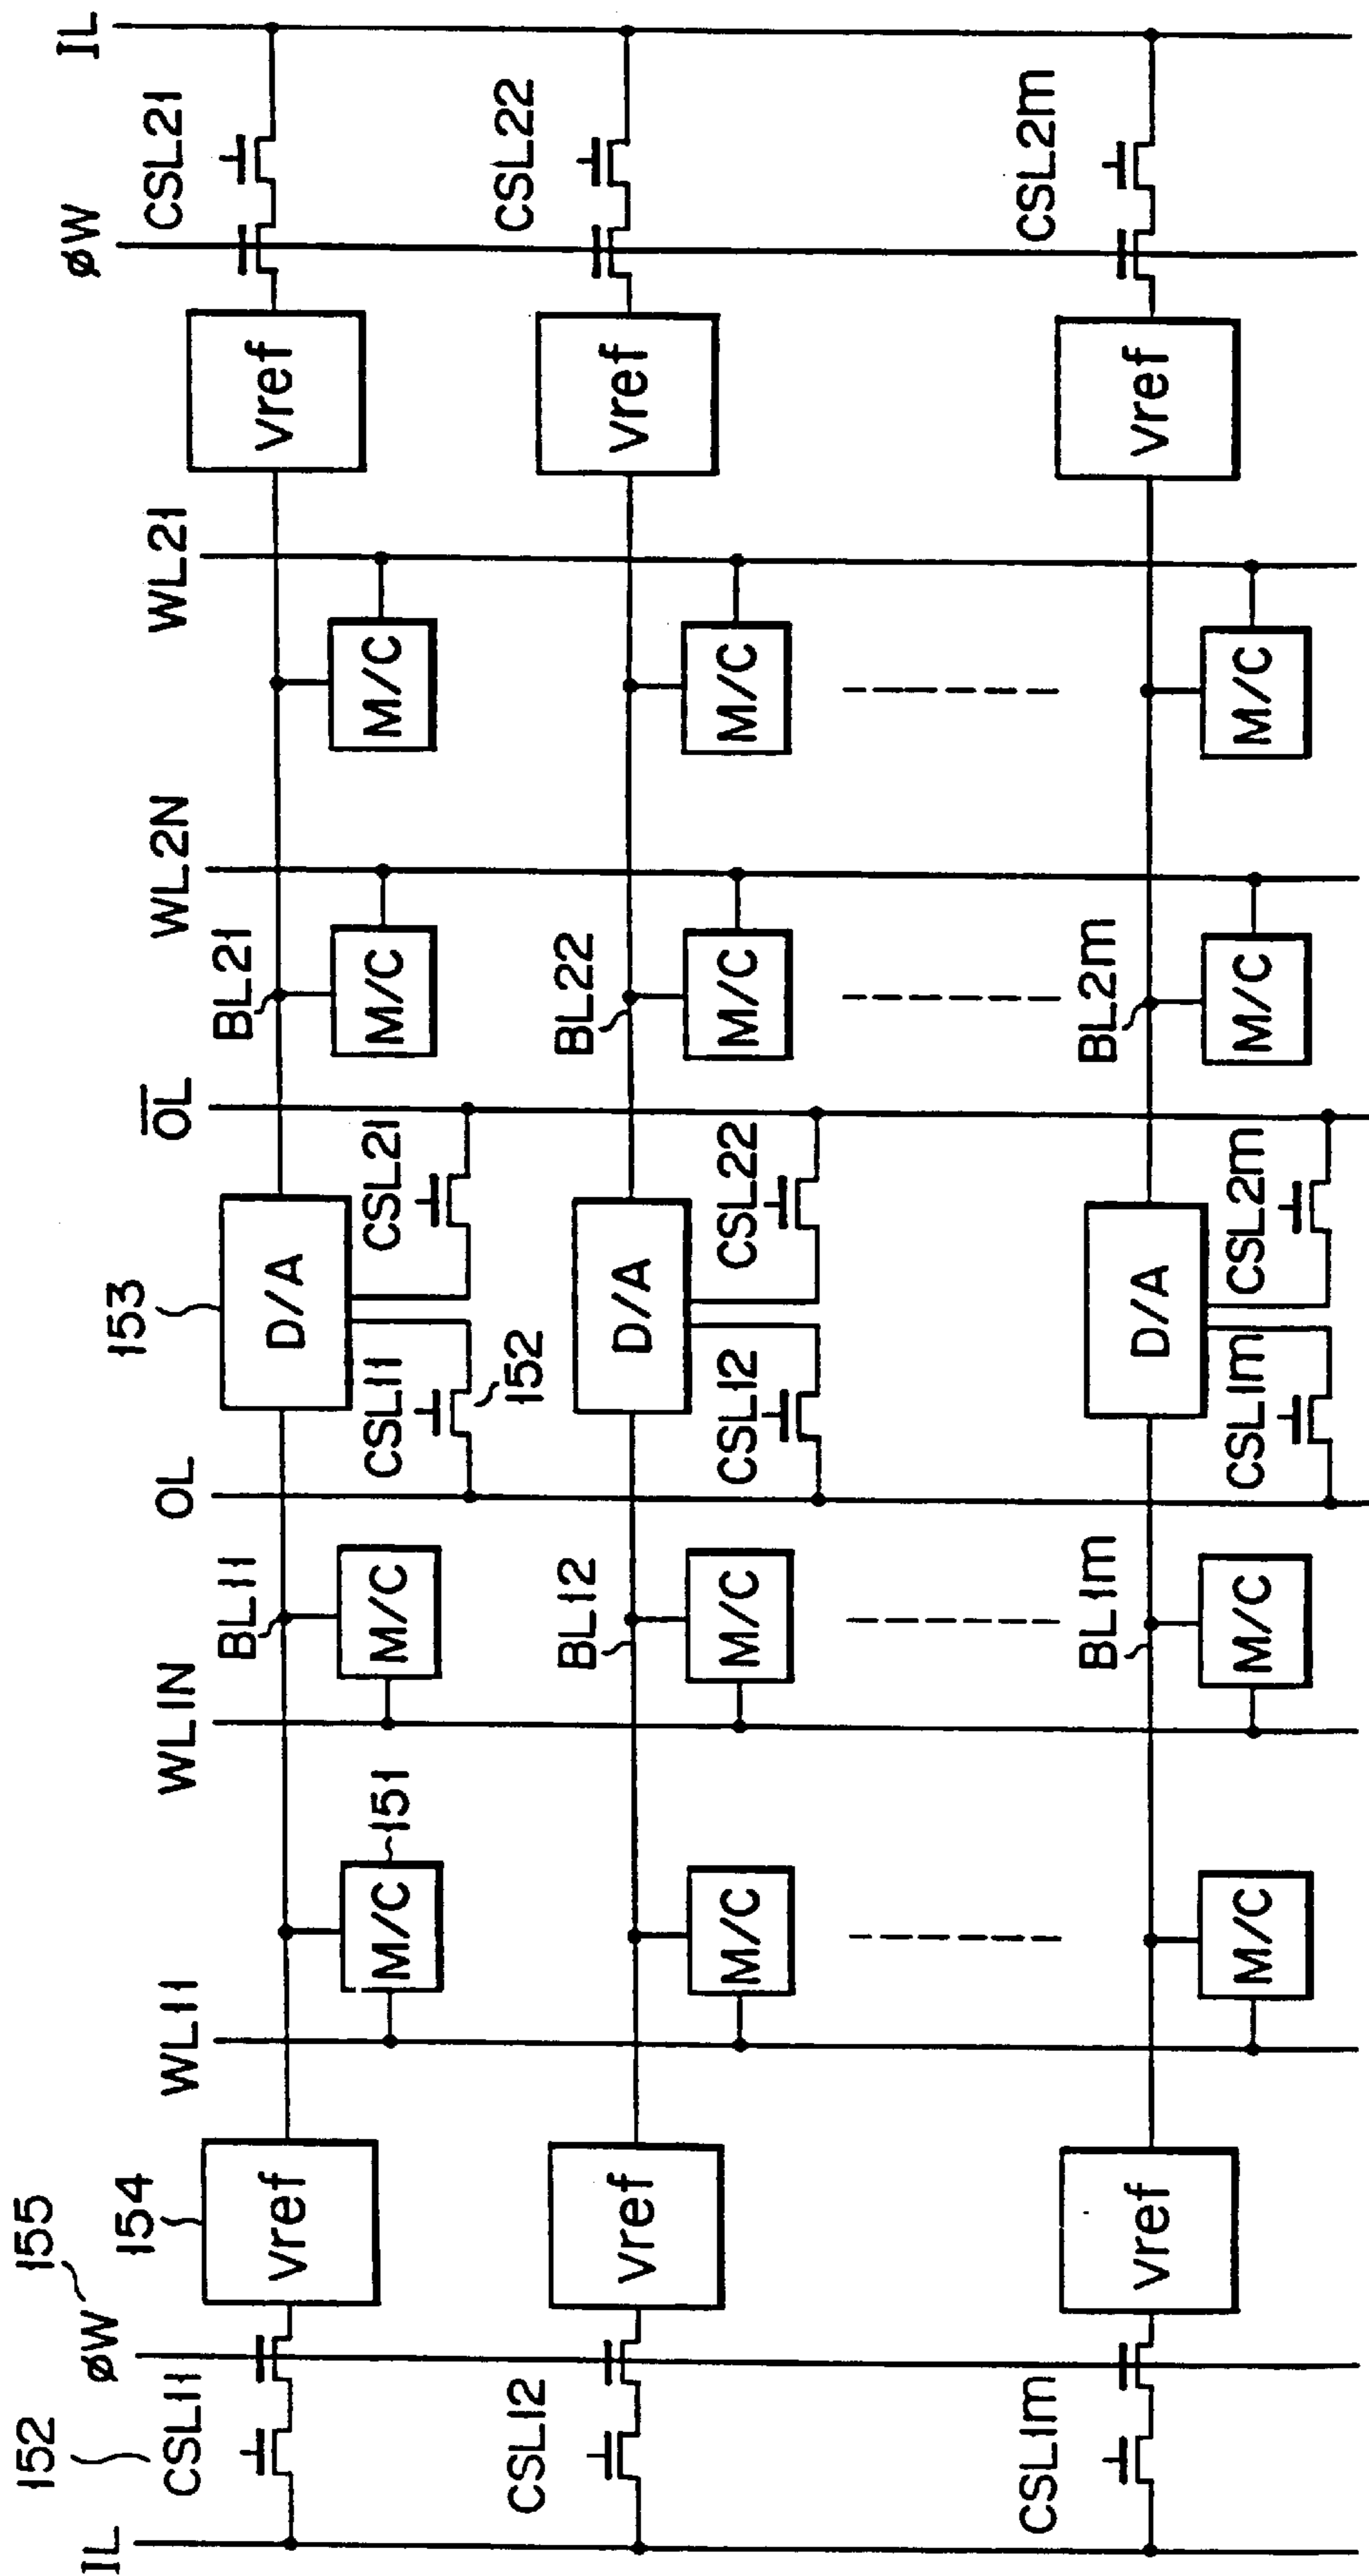 152
155
154
153
IL
CSL11
øW
Vref
WL11
M/C
151
WL1N
BL11
M/C
OL
CSL11
152
D/A
CSL21
OL
BL21
M/C
WL2N
M/C
WL21
Vref
øW
CSL21
IL
CSL12
Vref
M/C
BL12
M/C
CSL12
D/A
CSL22
BL22
M/C
M/C
Vref
CSL22
CSL1m
Vref
M/C
BL1m
M/C
CSL1m
D/A
CSL2m
BL2m
M/C
M/C
Vref
CSL2m